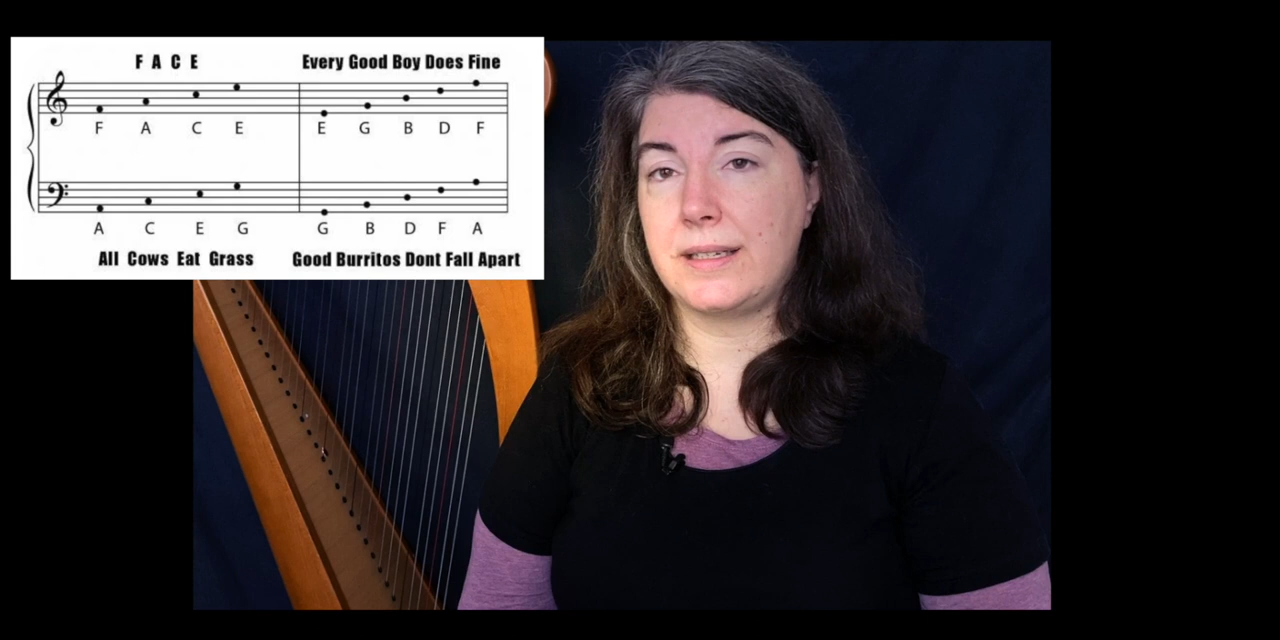 F A C E Every Good Boy Does Fine
F A C E E G B D F
A C E G G B D F A
All Cows Eat Grass Good Burritos Dont Fall Apart